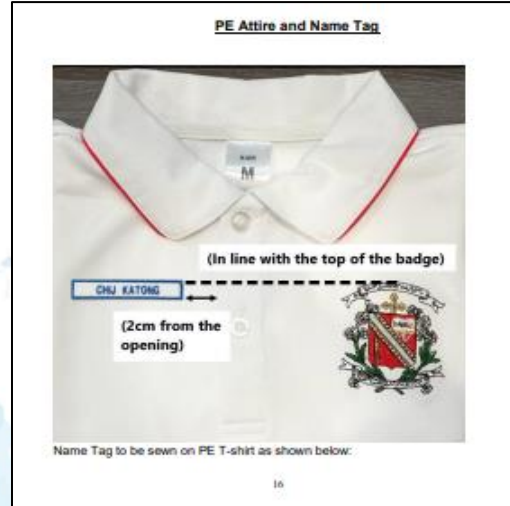 PE Attire and Name Tag
M
(In line with the top of the badge)
CHIJ KATONG
(2cm from the
opening)
Name Tag to be sewn on PE T-shirt as shown below:
16